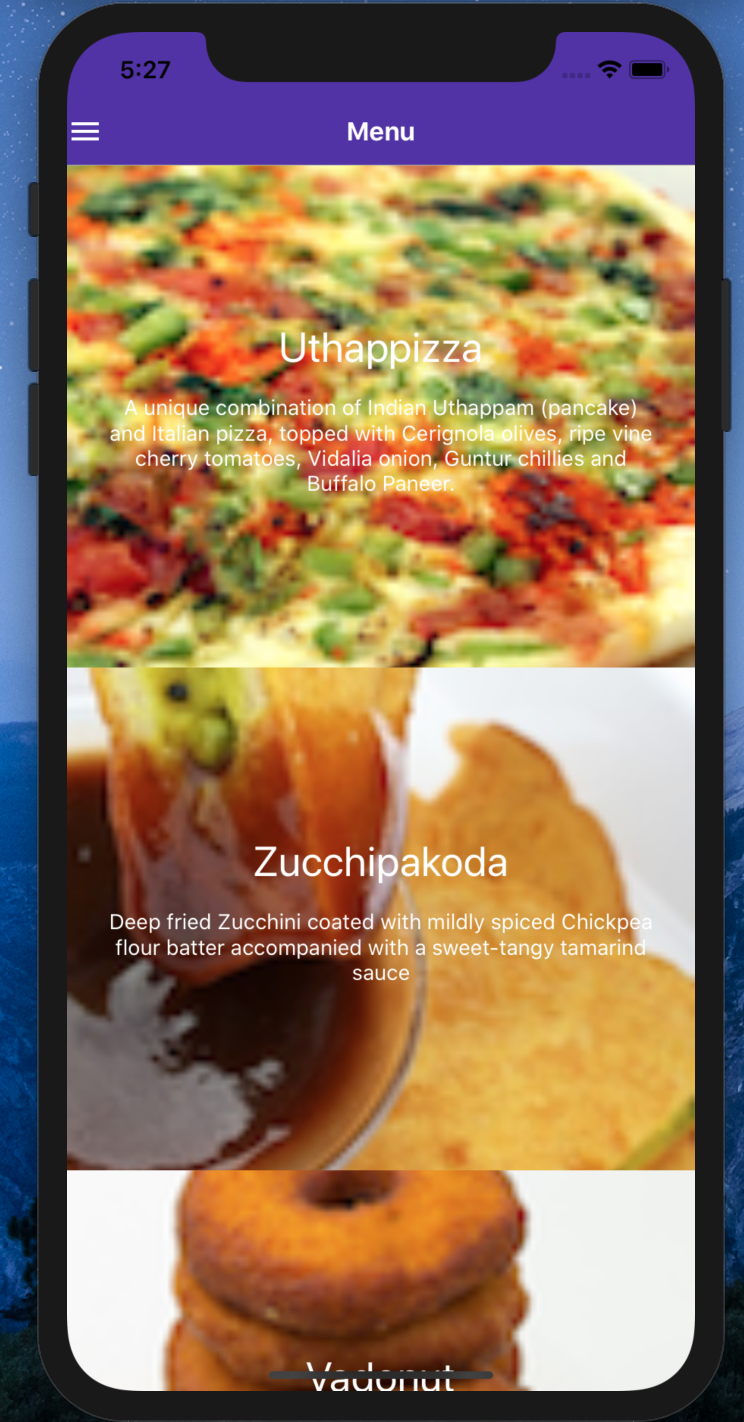 5:27
Menu
Uthappizza
A unique combination of Indian Uthappam (pancake)
and Italian pizza, topped with Cerignola olives, ripe vine
cherry tomatoes, Vidalia onion, Guntur chillies and
Buffalo Paneer.
Zucchipakoda
Deep fried Zucchini coated with mildly spiced Chickpea
flour batter accompanied with a sweet-tangy tamarind
sauce
Vadonut